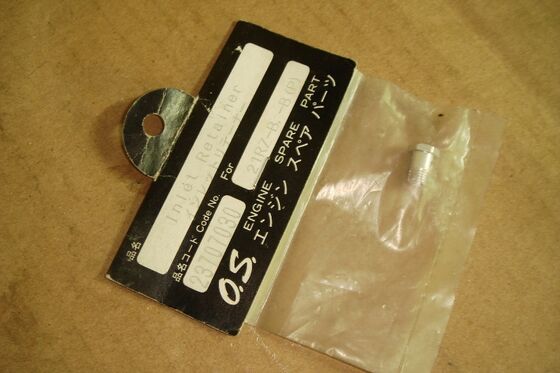 品名
Inlet Retainer
品名コード Code No.
23707030
For
21RZ-B.-B(P)
O.S. ENGINE SPARE PART
エンジン スペア パーツ